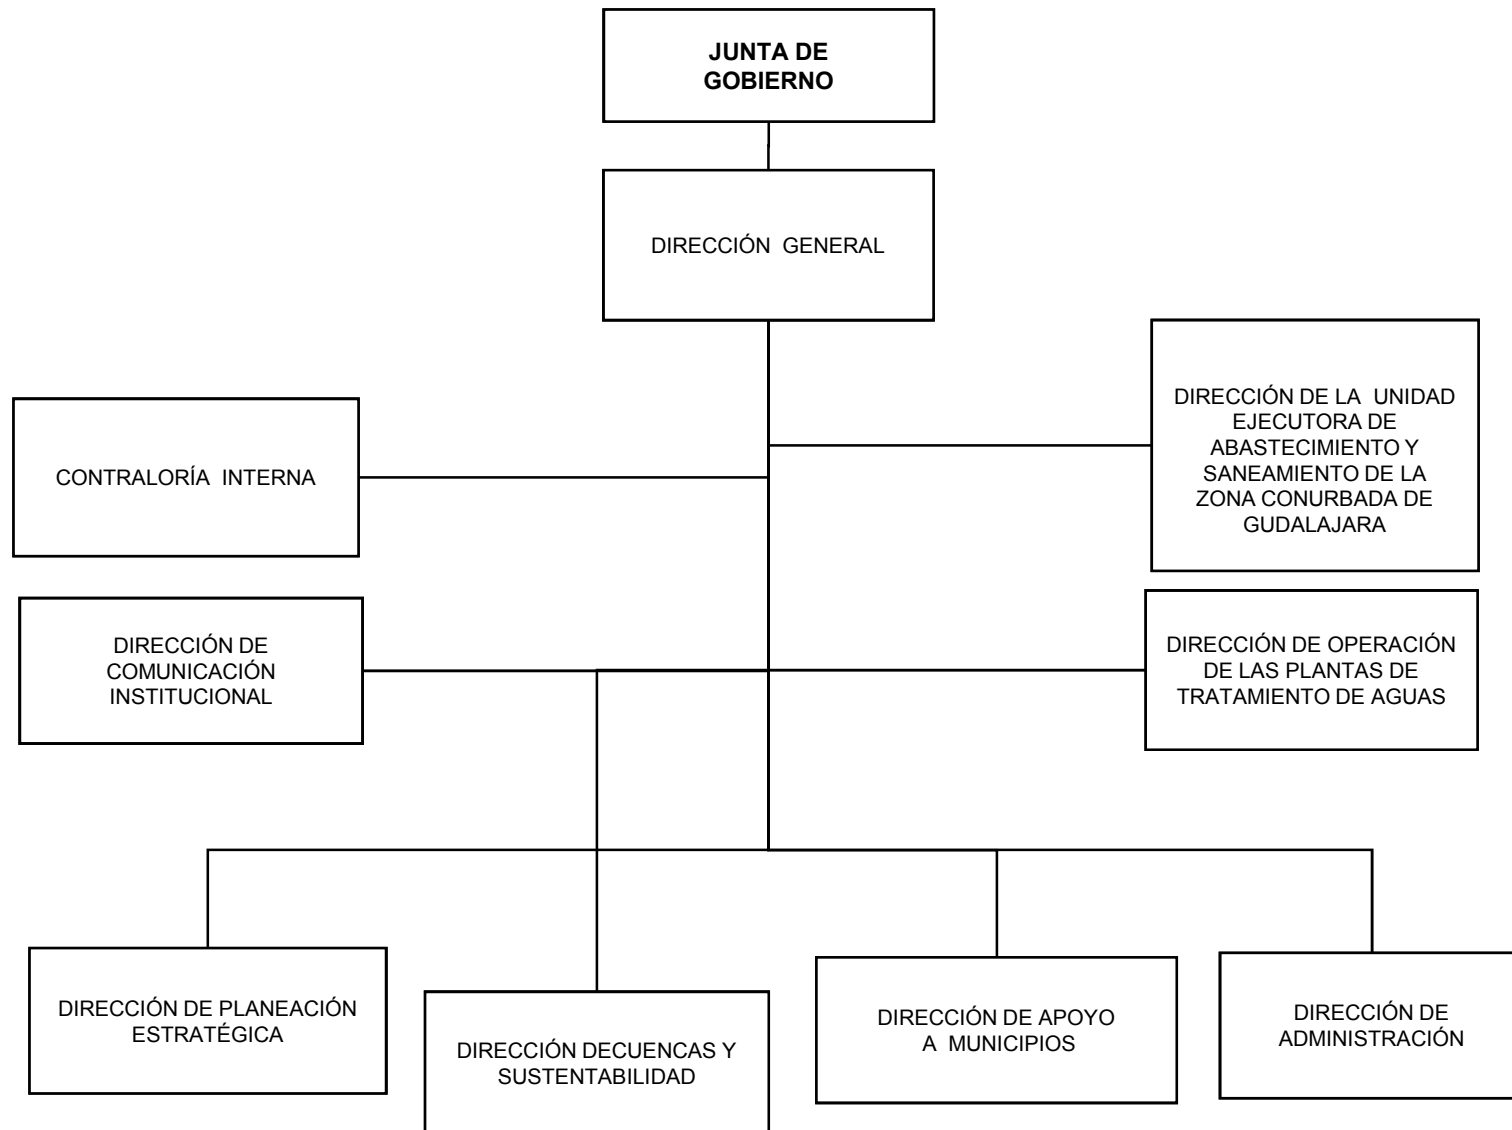 JUNTA DE
GOBIERNO
DIRECCIÓN GENERAL
DIRECCIÓN DE LA UNIDAD
EJECUTORA DE
ABASTECIMIENTO Y
SANEAMIENTO DE LA
ZONA CONURBADA DE
GUDALAJARA
CONTRALORÍA INTERNA
DIRECCIÓN DE
COMUNICACIÓN
INSTITUCIONAL
DIRECCIÓN DE OPERACIÓN
DE LAS PLANTAS DE
TRATAMIENTO DE AGUAS
DIRECCIÓN DE PLANEACIÓN
ESTRATÉGICA
DIRECCIÓN DECUENCAS Y
SUSTENTABILIDAD
DIRECCIÓN DE APOYO
A MUNICIPIOS
DIRECCIÓN DE
ADMINISTRACIÓN